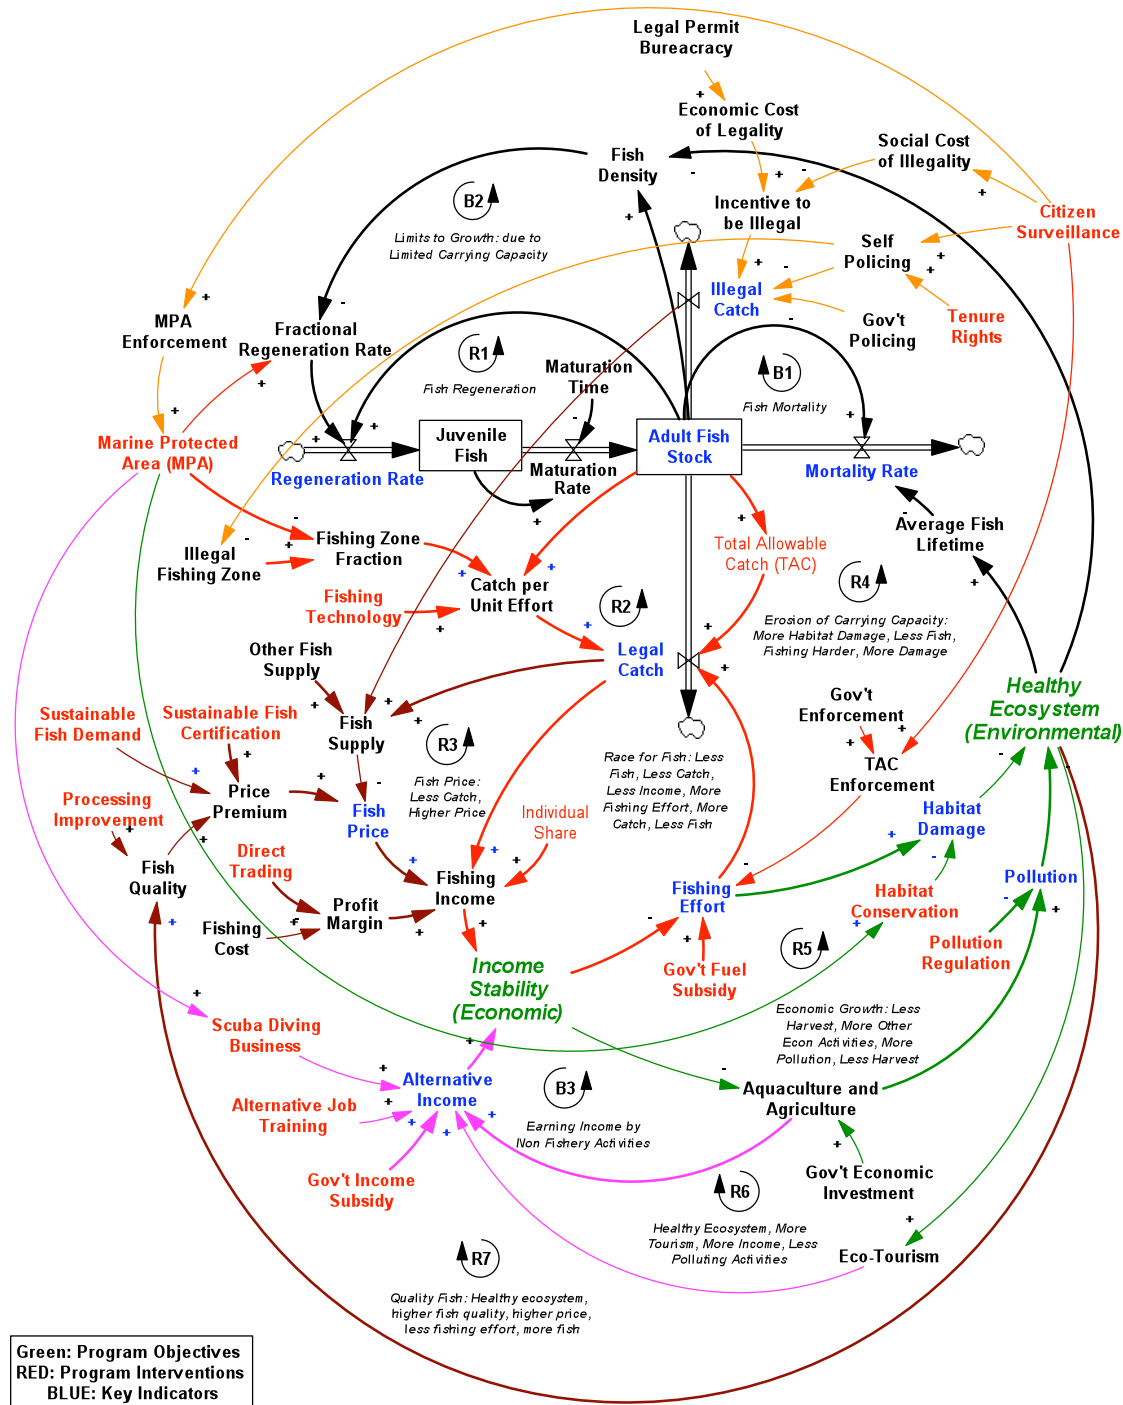 Legal Permit
Bureacracy
Economic Cost
of Legality
Social Cost
of Illegality
Fish
Density
B2
Limits to Growth: due to
Limited Carrying Capacity
Incentive to
be Illegal
Citizen
Surveillance
Self
Policing
Illegal
Catch
Gov't
Policing
Tenure
Rights
MPA
Enforcement
Fractional
Regeneration Rate
R1
Fish Regeneration
Maturation
Time
B1
Fish Mortality
Marine Protected
Area (MPA)
Juvenile
Fish
Adult Fish
Stock
Regeneration Rate
Maturation
Rate
Mortality Rate
Average Fish
Lifetime
Illegal
Fishing Zone
Fishing Zone
Fraction
Total Allowable
Catch (TAC)
Catch per
Unit Effort
Fishing
Technology
R2
R4
Erosion of Carrying Capacity:
More Habitat Damage, Less Fish,
Fishing Harder, More Damage
Other Fish
Supply
Legal
Catch
Healthy
Ecosystem
(Environmental)
Gov't
Enforcement
Sustainable
Fish Demand
Sustainable Fish
Certification
Fish
Supply
R3
Fish Price:
Less Catch,
Higher Price
Race for Fish: Less
Fish, Less Catch,
Less Income, More
Fishing Effort, More
Catch, Less Fish
TAC
Enforcement
Processing
Improvement
Price
Premium
Fish
Price
Individual
Share
Habitat
Damage
Fish
Quality
Direct
Trading
Fishing
Income
Fishing
Effort
Habitat
Conservation
Pollution
Profit
Margin
Fishing
Cost
R5
Pollution
Regulation
Income
Stability
(Economic)
Gov't Fuel
Subsidy
Economic Growth: Less
Harvest, More Other
Econ Activities, More
Pollution, Less Harvest
Scuba Diving
Business
Alternative
Income
B3
Aquaculture and
Agriculture
Alternative Job
Training
Earning Income by
Non Fishery Activities
Gov't Income
Subsidy
R6
Gov't Economic
Investment
Healthy Ecosystem, More
Tourism, More Income, Less
Polluting Activities
Eco-Tourism
R7
Quality Fish: Healthy ecosystem,
higher fish quality, higher price,
less fishing effort, more fish
Green: Program Objectives
RED: Program Interventions
BLUE: Key Indicators